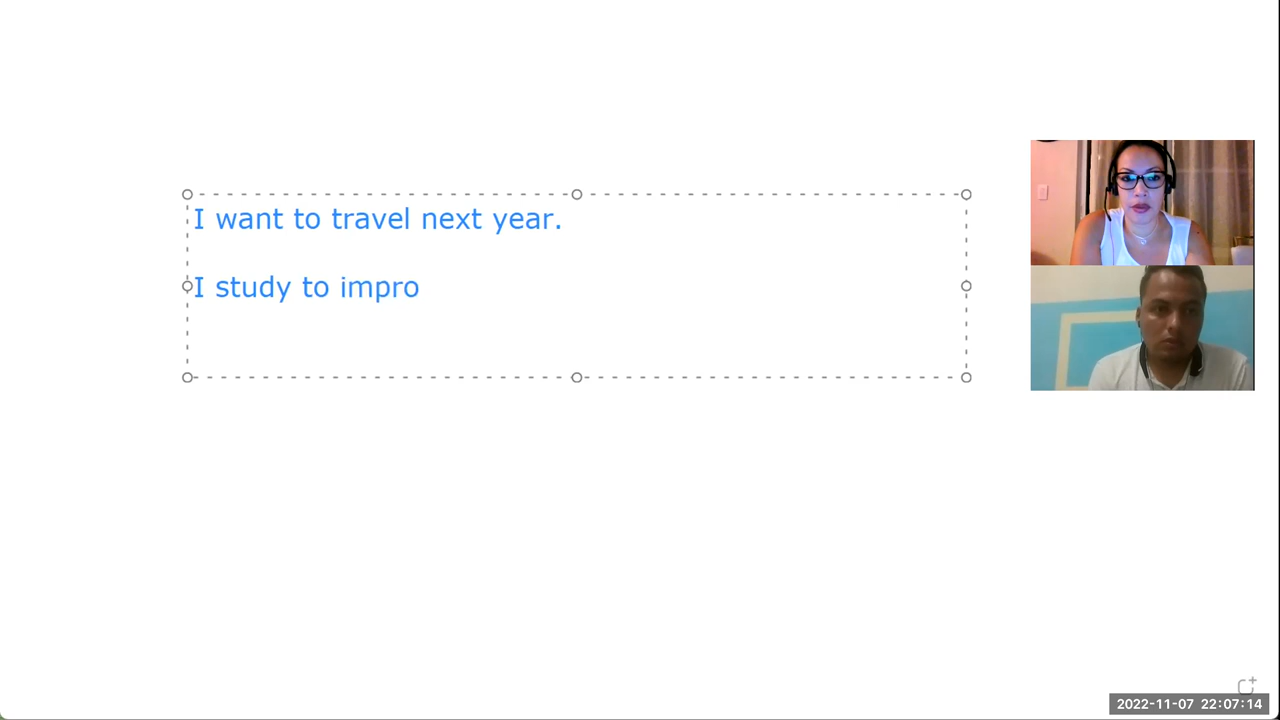 I want to travel next year.
I study to impro
2022-11-07 22:07:14